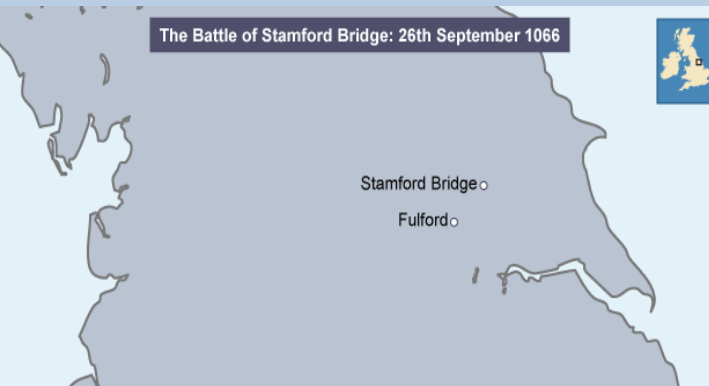 The Battle of Stamford Bridge: 26th September 1066
Stamford Bridge
Fulford